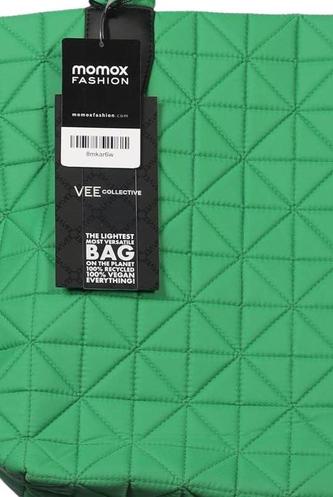 momox
FASHION
momoxfashion.com
8mkar6w
VEE COLLECTIVE
THE LIGHTEST
MOST VERSATILE
BAG
ON THE PLANET
100% RECYCLED
100% VEGAN
EVERYTHING!